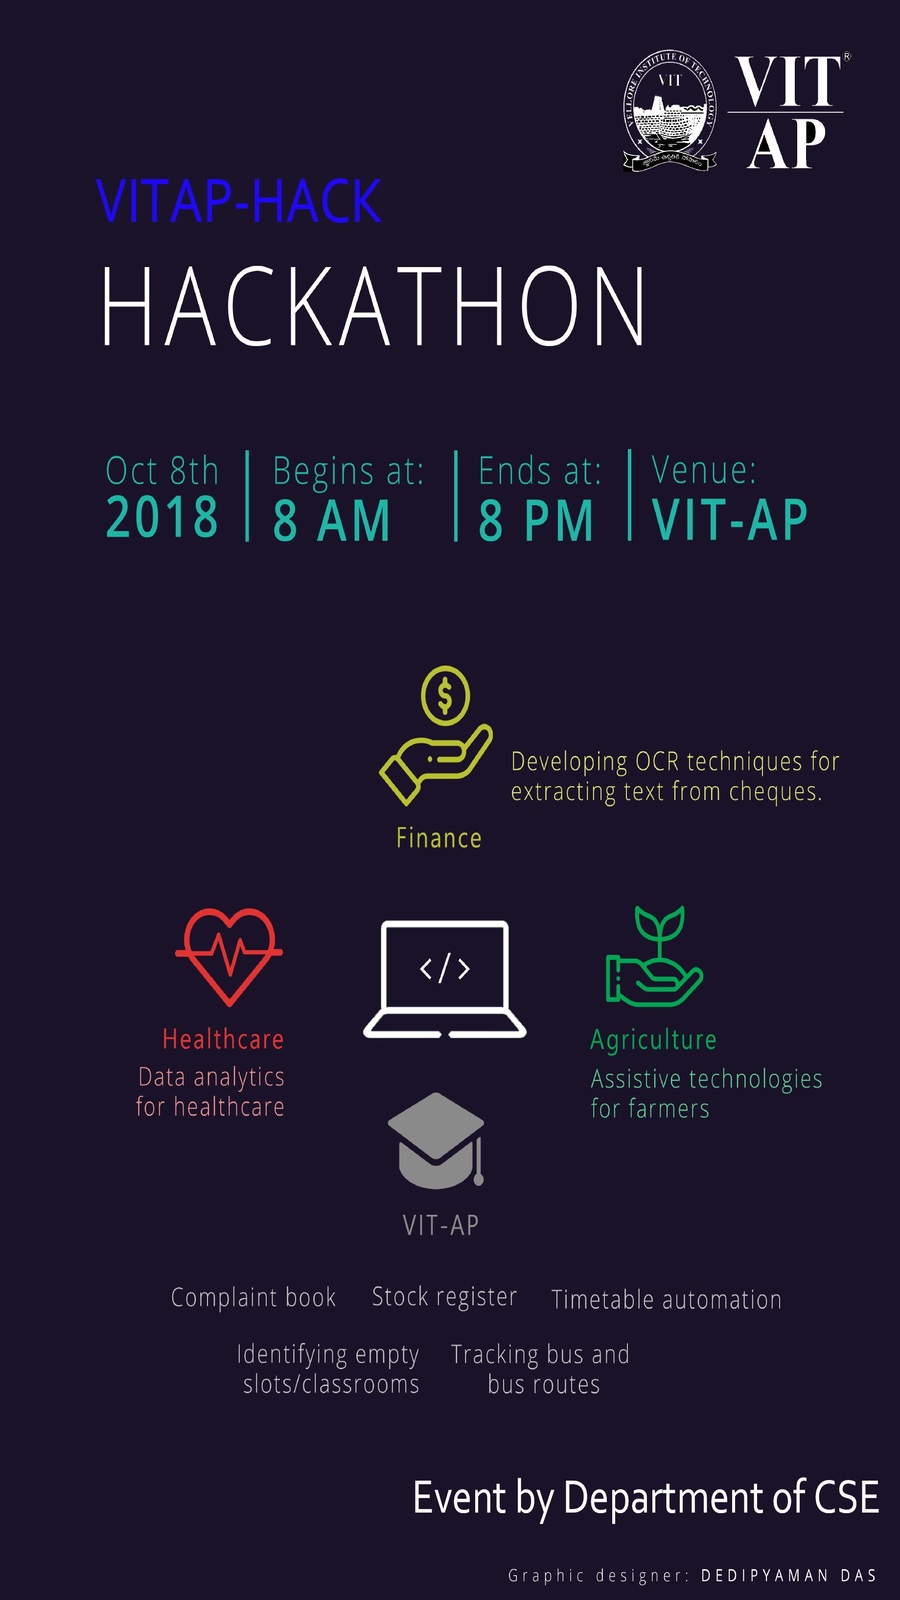 VELLORE INSTITUTE OF TECHNOLOGY
VIT
VIT®
AP
VITAP-HACK
HACKATHON
Oct 8th
2018
Begins at:
8 AM
Ends at:
8 PM
Venue:
VIT-AP
Developing OCR techniques for
extracting text from cheques.
Finance
</>
Healthcare
Data analytics
for healthcare
Agriculture
Assistive technologies
for farmers
VIT-AP
Complaint book
Stock register
Timetable automation
Identifying empty
slots/classrooms
Tracking bus and
bus routes
Event by Department of CSE
Graphic designer: DEDIPYAMAN DAS